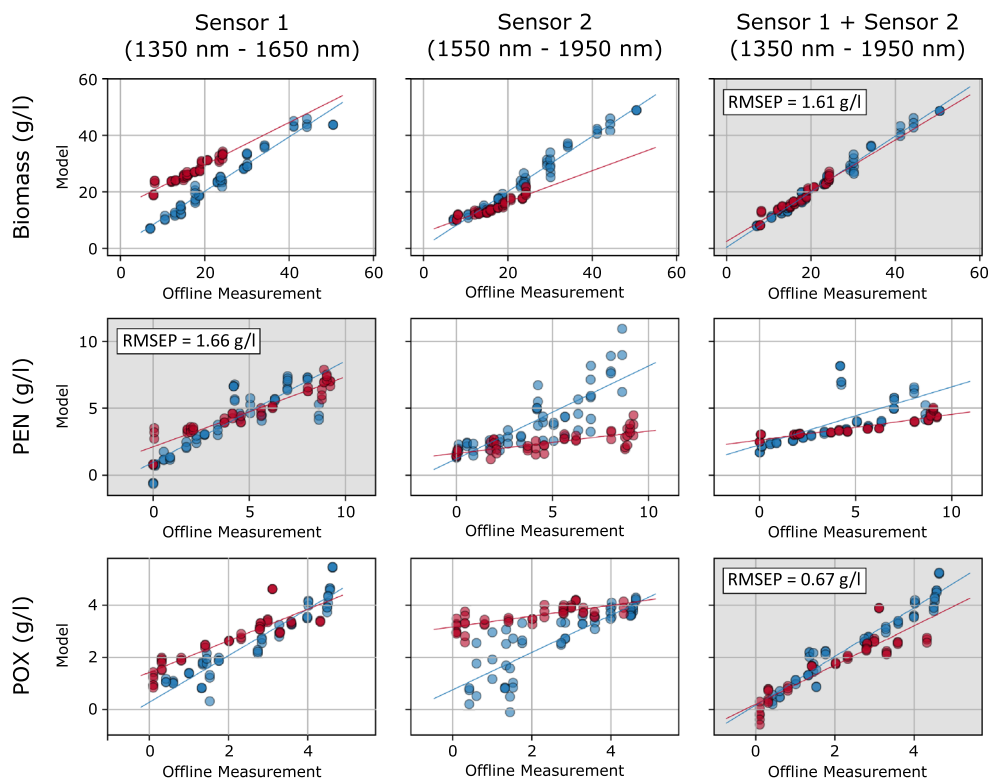 Sensor 1
(1350 nm - 1650 nm)
Sensor 2
(1550 nm - 1950 nm)
Sensor 1 + Sensor 2
(1350 nm - 1950 nm)
Biomass (g/l)
Model
60
40
20
0
0 20 40 60
Offline Measurement
0 20 40 60
Offline Measurement
RMSEP = 1.61 g/l
0 20 40 60
Offline Measurement
PEN (g/l)
Model
10
5
0
RMSEP = 1.66 g/l
0 5 10
Offline Measurement
0 5 10
Offline Measurement
0 5 10
Offline Measurement
POX (g/l)
Model
4
2
0
0 2 4
Offline Measurement
0 2 4
Offline Measurement
RMSEP = 0.67 g/l
0 2 4
Offline Measurement